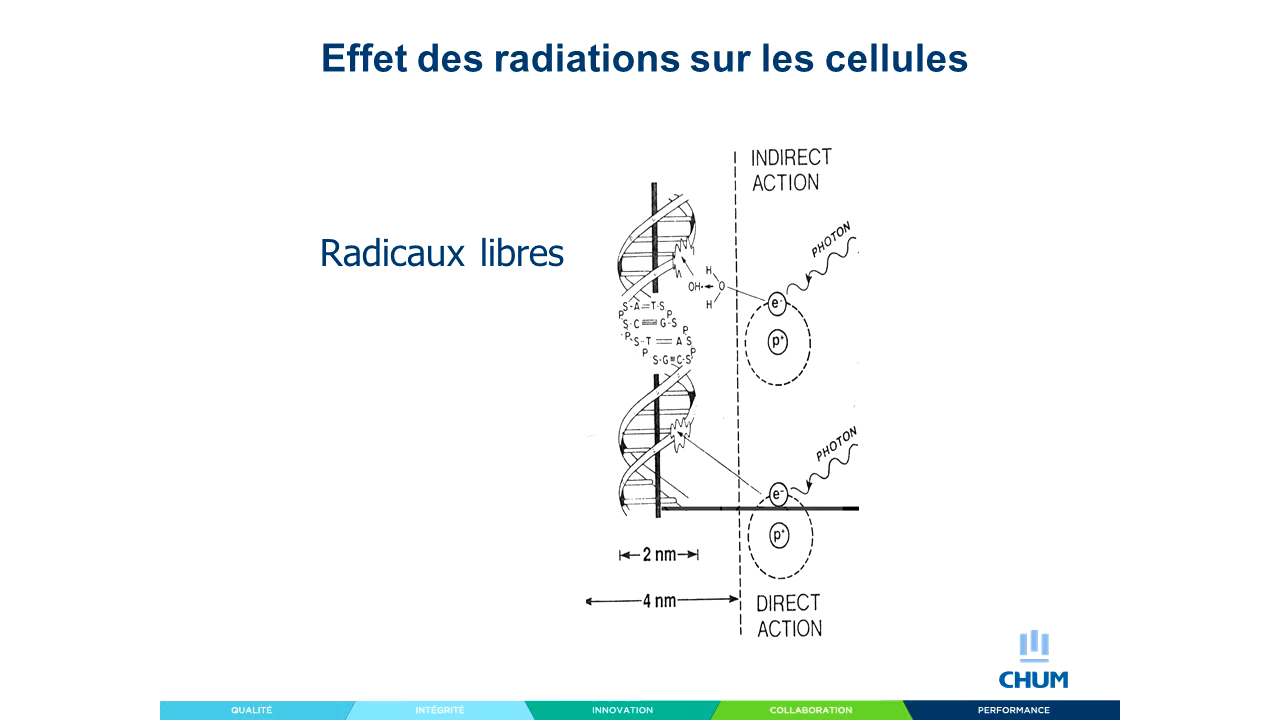 Effet des radiations sur les cellules
INDIRECT
ACTION
PHOTON
Radicaux libres
H
OH· O
H
e-
p+
S-A=T-S
P P
S-C≡G-S
P P
S-T=A S
P P
S-G≡C-S
PHOTON
e-
p+
2 nm
4 nm
DIRECT
ACTION
CHUM
QUALITÉ INTÉGRITÉ INNOVATION COLLABORATION PERFORMANCE